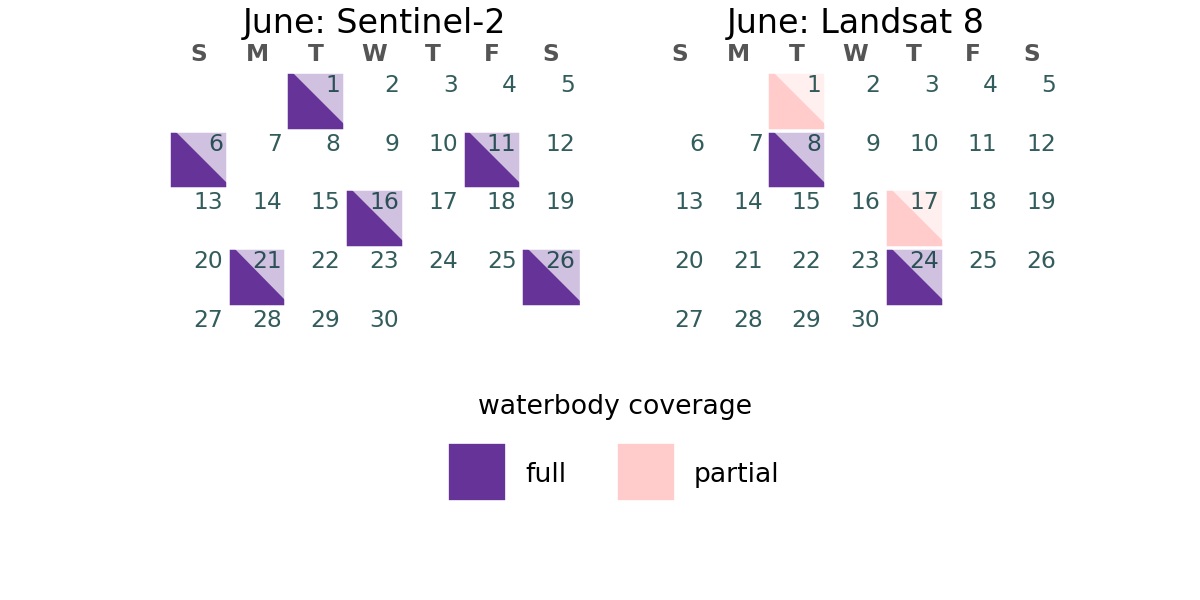 June: Sentinel-2
S M T W T F S
1 2 3 4 5
6 7 8 9 10 11 12
13 14 15 16 17 18 19
20 21 22 23 24 25 26
27 28 29 30
June: Landsat 8
S M T W T F S
1 2 3 4 5
6 7 8 9 10 11 12
13 14 15 16 17 18 19
20 21 22 23 24 25 26
27 28 29 30
waterbody coverage
full
partial